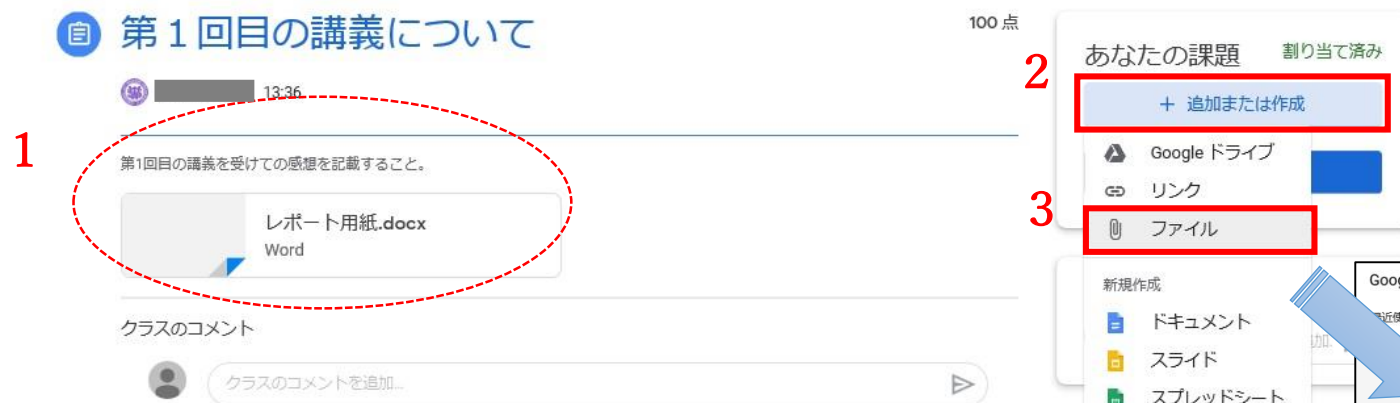 第１回目の講義について
100 点
13:36
1
第1回目の講義を受けての感想を記載すること。
レポート用紙.docx
Word
クラスのコメント
クラスのコメントを追加...
2
あなたの課題
割り当て済み
＋ 追加または作成
Google ドライブ
リンク
3
ファイル
新規作成
ドキュメント
スライド
スプレッドシート